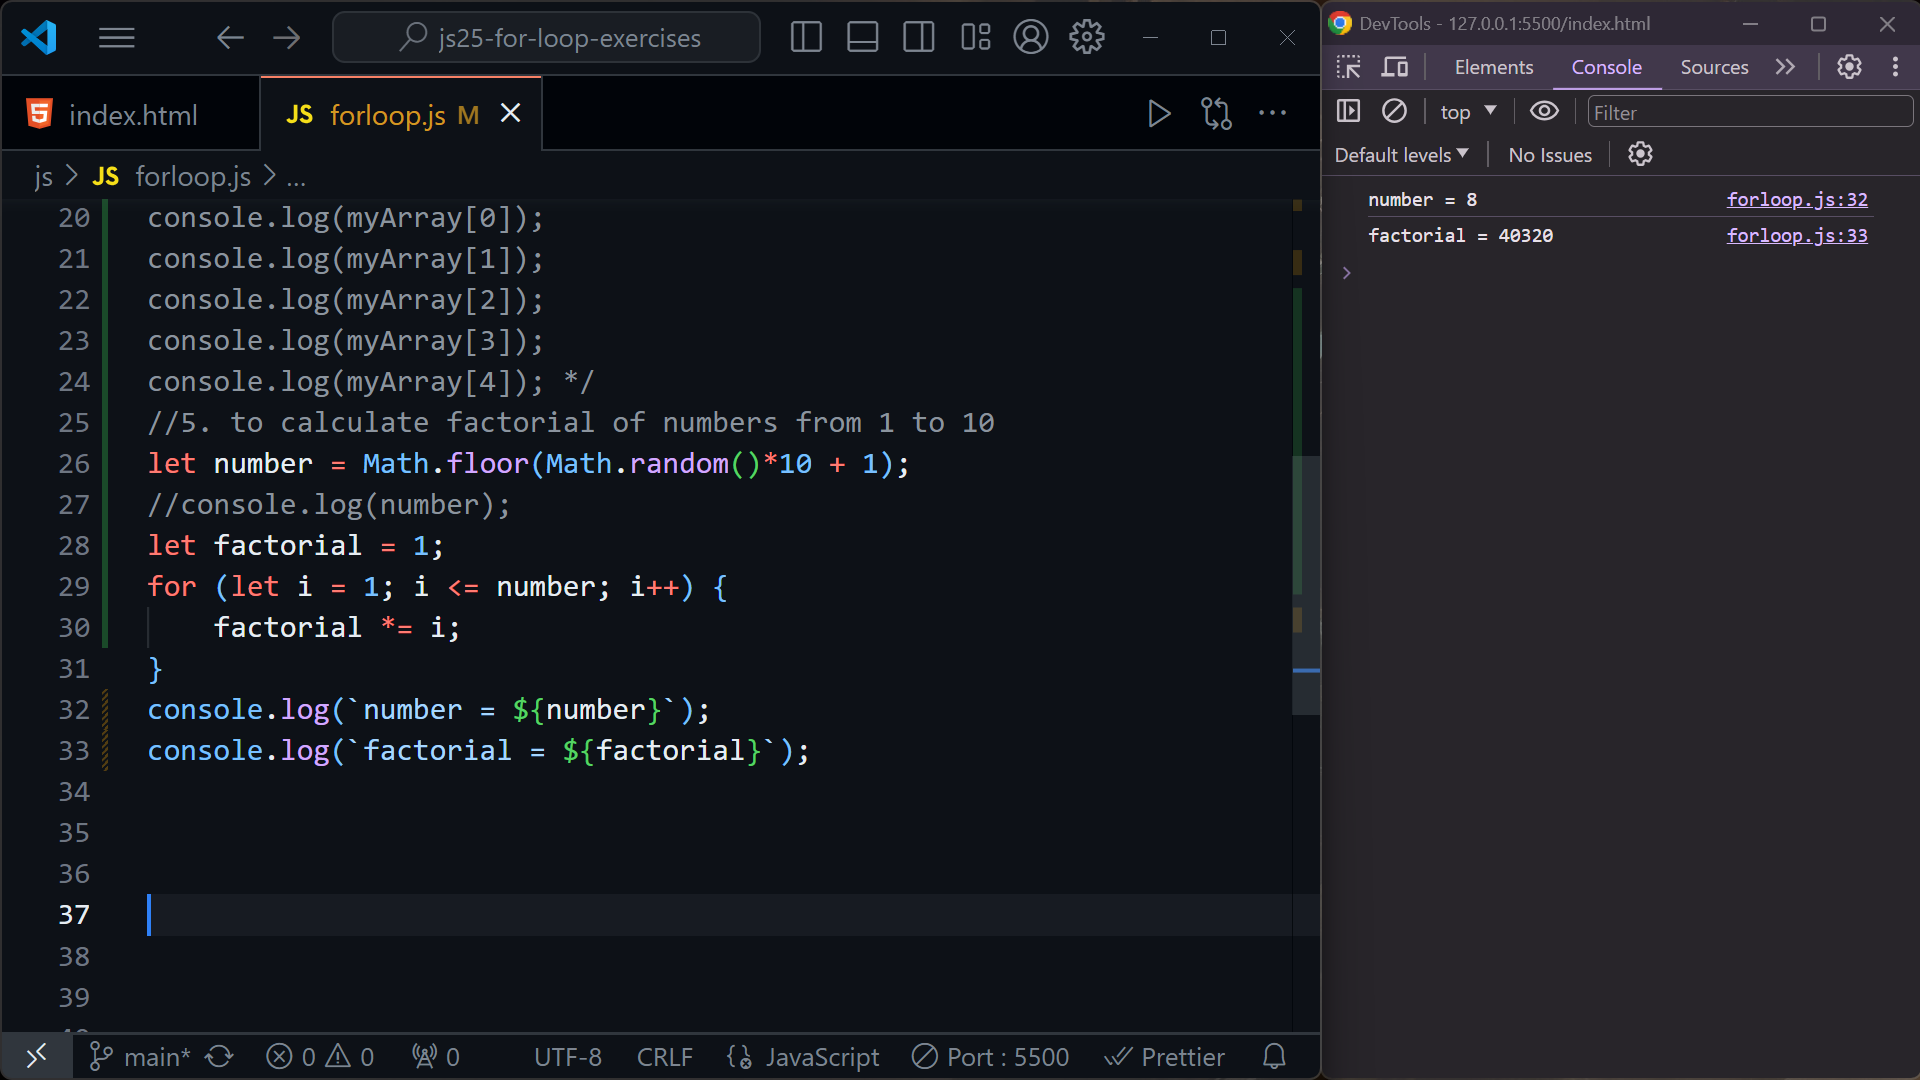 js25-for-loop-exercises
index.html
JS forloop.js M
js > JS forloop.js > ...
20 console.log(myArray[0]);
21 console.log(myArray[1]);
22 console.log(myArray[2]);
23 console.log(myArray[3]);
24 console.log(myArray[4]); */
25 //5. to calculate factorial of numbers from 1 to 10
26 let number = Math.floor(Math.random()*10 + 1);
27 //console.log(number);
28 let factorial = 1;
29 for (let i = 1; i <= number; i++) {
30 factorial *= i;
31 }
32 console.log(`number = ${number}`);
33 console.log(`factorial = ${factorial}`);
34
35
36
37
38
39
main* 0 0 0 UTF-8 CRLF JavaScript Port : 5500 Prettier
DevTools - 127.0.0.1:5500/index.html
Elements Console Sources
top Filter
Default levels No Issues
number = 8 forloop.js:32
factorial = 40320 forloop.js:33